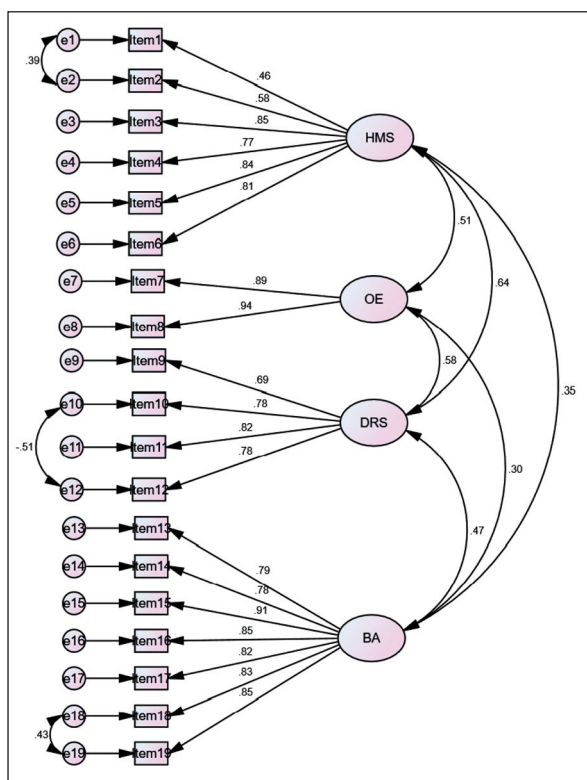 e1 Item1
.39
.46
e2 Item2
.58
e3 Item3
.85
HMS
e4 Item4
.77
e5 Item5
.84
e6 Item6
.81
.51
e7 Item7
.89
.64
OE
e8 Item8
.94
e9 Item9
.58
.69
.35
e10 Item10
.78
DRS
-.51
e11 Item11
.82
.30
e12 Item12
.78
e13 Item13
.47
.79
e14 Item14
.78
e15 Item15
.91
e16 Item16
.85
BA
e17 Item17
.82
e18 Item18
.83
.43
e19 Item19
.85